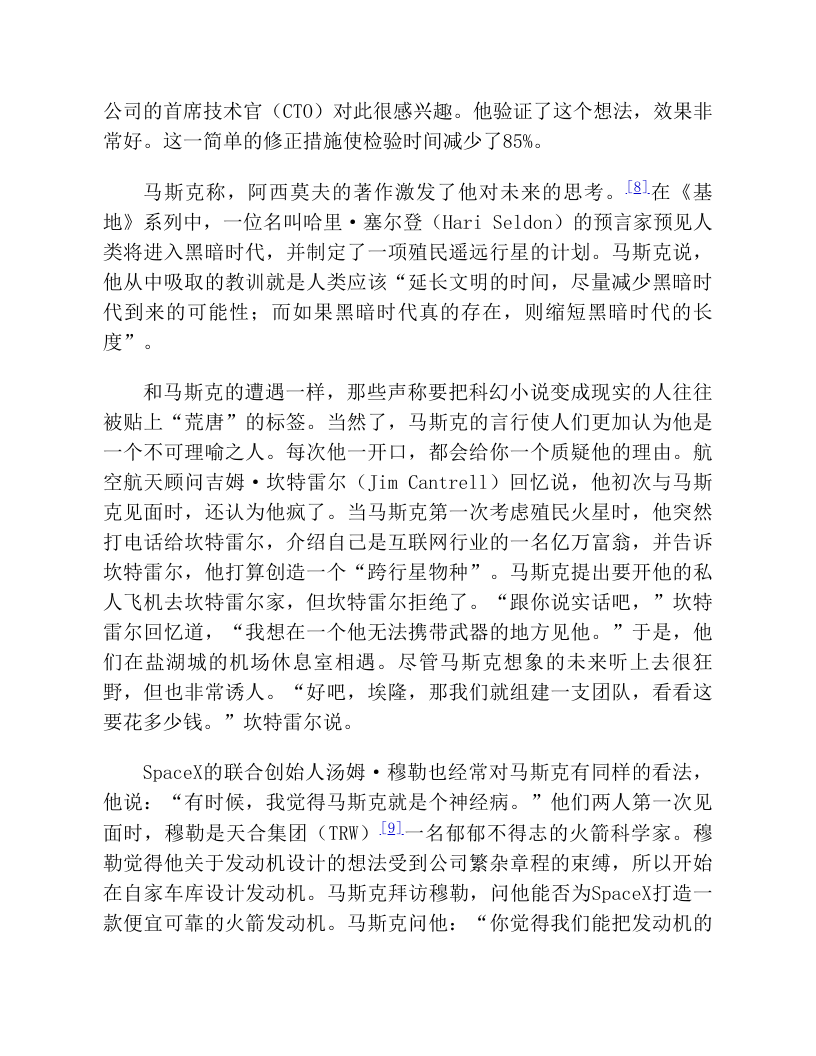 公司的首席技术官（CTO）对此很感兴趣。他验证了这个想法，效果非
常好。这一简单的修正措施使检验时间减少了85%。
马斯克称，阿西莫夫的著作激发了他对未来的思考。[8]在《基
地》系列中，一位名叫哈里·塞尔登（Hari Seldon）的预言家预见人
类将进入黑暗时代，并制定了一项殖民遥远行星的计划。马斯克说，
他从中吸取的教训就是人类应该“延长文明的时间，尽量减少黑暗时
代到来的可能性；而如果黑暗时代真的存在，则缩短黑暗时代的长
度”。
和马斯克的遭遇一样，那些声称要把科幻小说变成现实的人往往
被贴上“荒唐”的标签。当然了，马斯克的言行使人们更加认为他是
一个不可理喻之人。每次他一开口，都会给你一个质疑他的理由。航
空航天顾问吉姆·坎特雷尔（Jim Cantrell）回忆说，他初次与马斯
克见面时，还认为他疯了。当马斯克第一次考虑殖民火星时，他突然
打电话给坎特雷尔，介绍自己是互联网行业的一名亿万富翁，并告诉
坎特雷尔，他打算创造一个“跨行星物种”。马斯克提出要开他的私
人飞机去坎特雷尔家，但坎特雷尔拒绝了。“跟你说实话吧，”坎特
雷尔回忆道，“我想在一个他无法携带武器的地方见他。”于是，他
们在盐湖城的机场休息室相遇。尽管马斯克想象的未来听上去很狂
野，但也非常诱人。“好吧，埃隆，那我们就组建一支团队，看看这
要花多少钱。”坎特雷尔说。
SpaceX的联合创始人汤姆·穆勒也经常对马斯克有同样的看法，
他说：“有时候，我觉得马斯克就是个神经病。”他们两人第一次见
面时，穆勒是天合集团（TRW）[9]一名郁郁不得志的火箭科学家。穆
勒觉得他关于发动机设计的想法受到公司繁杂章程的束缚，所以开始
在自家车库设计发动机。马斯克拜访穆勒，问他能否为SpaceX打造一
款便宜可靠的火箭发动机。马斯克问他：“你觉得我们能把发动机的